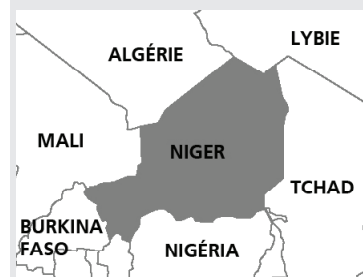 ALGÉRIE
LYBIE
MALI
NIGER
TCHAD
BURKINA
FASO
NIGÉRIA